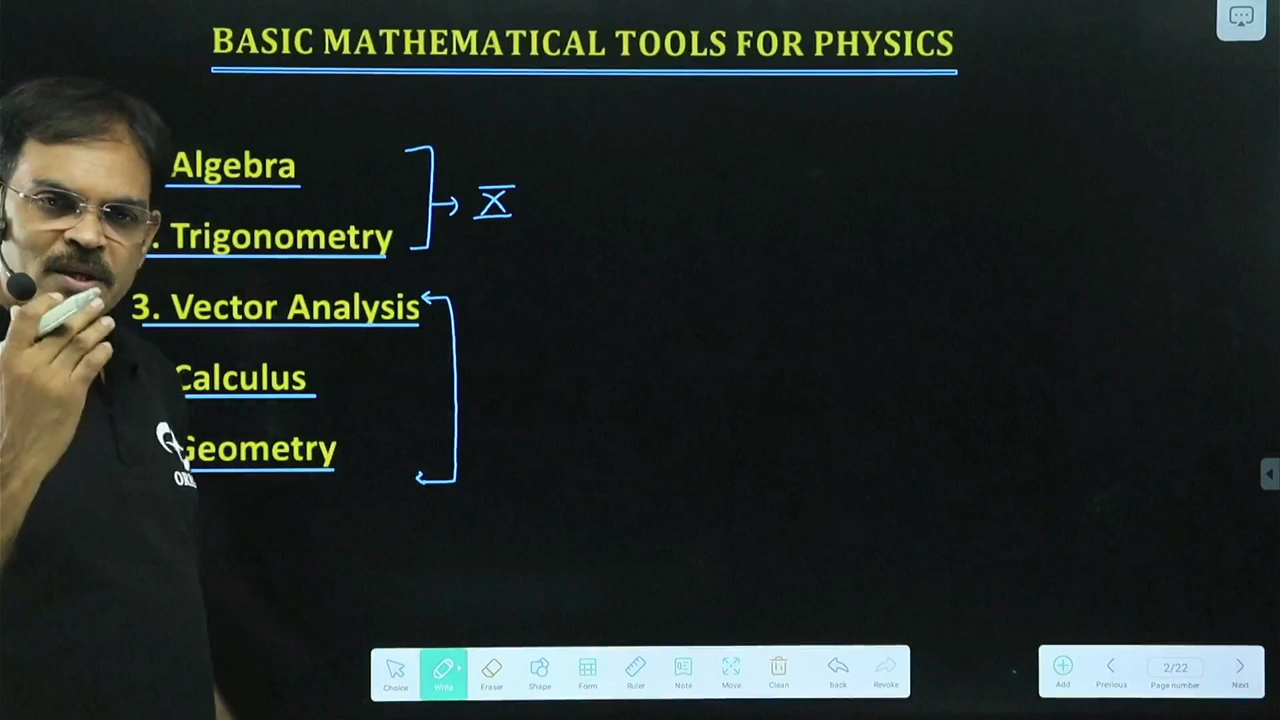 BASIC MATHEMATICAL TOOLS FOR PHYSICS
Algebra
. Trigonometry
X
3. Vector Analysis
Calculus
Geometry
Choice
Write
Eraser
Shape
Form
Ruler
Note
Move
Clean
back
Revoke
Add
Previous
2/22
Page number
Next